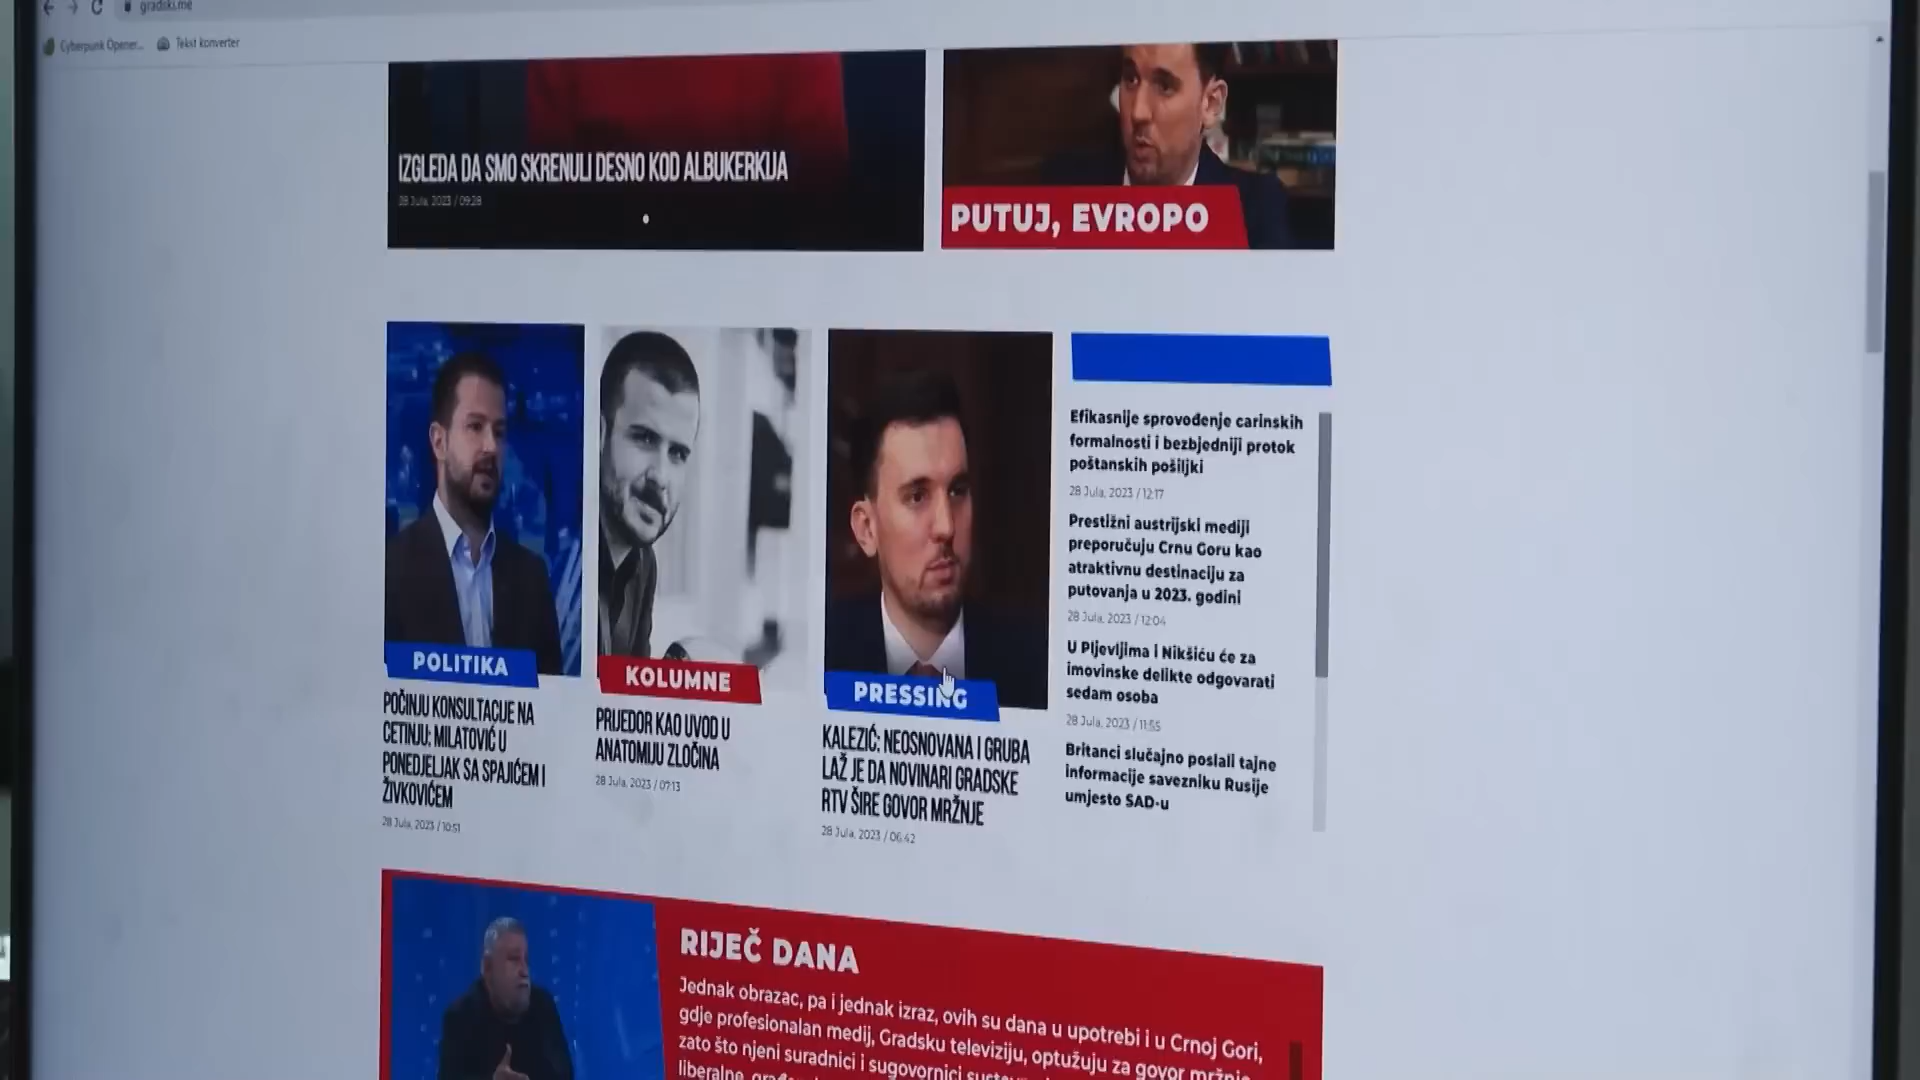 gradski.me
Cyberpunk Opener...
Tekst konverter
IZGLEDA DA SMO SKRENULI DESNO KOD ALBUKERKIJA
28 Jula, 2023 / 09:28
PUTUJ, EVROPO
POLITIKA
POČINJU KONSULTACIJE NA
CETINJU: MILATOVIĆ U
PONEDJELJAK SA SPAJIĆEM I
ŽIVKOVIĆEM
28 Jula, 2023 / 10:51
KOLUMNE
PRIJEDOR KAO UVOD U
ANATOMIJU ZLOČINA
28 Jula, 2023 / 07:13
PRESSING
KALEZIĆ: NEOSNOVANA I GRUBA
LAŽ JE DA NOVINARI GRADSKE
RTV ŠIRE GOVOR MRŽNJE
28 Jula, 2023 / 06:42
Efikasnije sprovođenje carinskih
formalnosti i bezbjedniji protok
poštanskih pošiljki
28 Jula, 2023 / 12:17
Prestižni austrijski mediji
preporučuju Crnu Goru kao
atraktivnu destinaciju za
putovanja u 2023. godini
28 Jula, 2023 / 12:04
U Pljevljima i Nikšiću će za
imovinske delikte odgovarati
sedam osoba
28 Jula, 2023 / 11:55
Britanci slučajno poslali tajne
informacije savezniku Rusije
umjesto SAD-u
RIJEČ DANA
Jednak obrazac, pa i jednak izraz, ovih su dana u upotrebi i u Crnoj Gori,
gdje profesionalan medij, Gradsku televiziju, optužuju za govor mržnje
zato što njeni suradnici i sugovornici
liberalne,